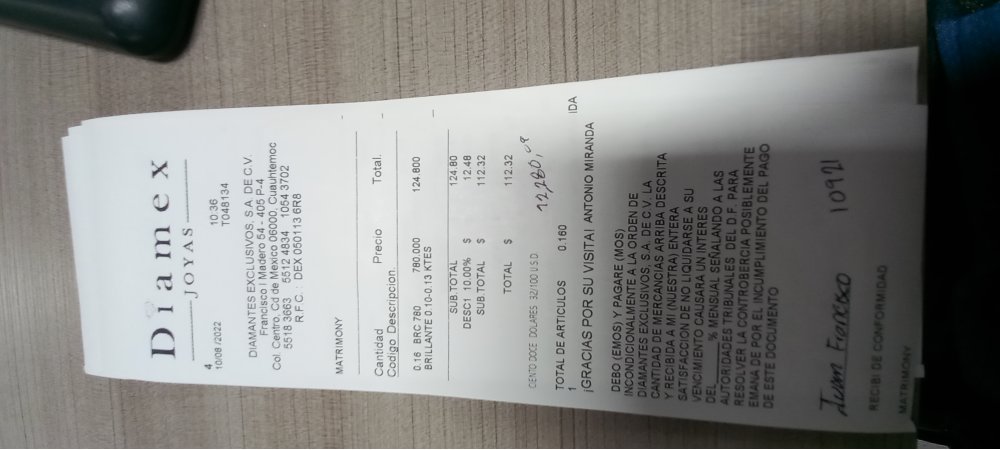 Diamex
JOYAS
4
10/08/2022 10:36
T048134
DIAMANTES EXCLUSIVOS. S.A. DE C.V.
Francisco I Madero 54 - 405 P-4
Col. Centro, Cd de Mexico 06000, Cuauhtemoc
5518 3663 5512 4834 1054 3702
R.F.C. : DEX 050113 6R8
MATRIMONY
Cantidad Precio Total.
Codigo Descripcion.
0.16 BRC 780 780.000 124.800
BRILLANTE 0.10-0.13 KTES
SUB.TOTAL 124.80
DESC1 10.00% $ 12.48
SUB.TOTAL $ 112.32
TOTAL $ 112.32
CIENTO DOCE DOLARES 32/100 U.S.D
TOTAL DE ARTICULOS 0.160
1
¡GRACIAS POR SU VISITA! ANTONIO MIRANDA
IDA
DEBO (EMOS) Y PAGARE (MOS)
INCONDICIONALMENTE A LA ORDEN DE
DIAMANTES EXCLUSIVOS, S.A. DE C.V. LA
CANTIDAD DE MERCANCIAS ARRIBA DESCRITA
Y RECIBIDA A MI (NUESTRA) ENTERA
SATISFACCION DE NO LIQUIDARSE A SU
VENCIMIENTO CAUSARA UN INTERES
DEL % MENSUAL SEÑALANDO A LAS
AUTORIDADES TRIBUNALES DEL D.F. PARA
RESOLVER LA CONTROBERCIA POSIBLEMENTE
EMANA DE POR EL INCUMPLIMIENTO DEL PAGO
DE ESTE DOCUMENTO
Juan Francisco 10921
RECIBI DE CONFORMIDAD
MATRIMONY